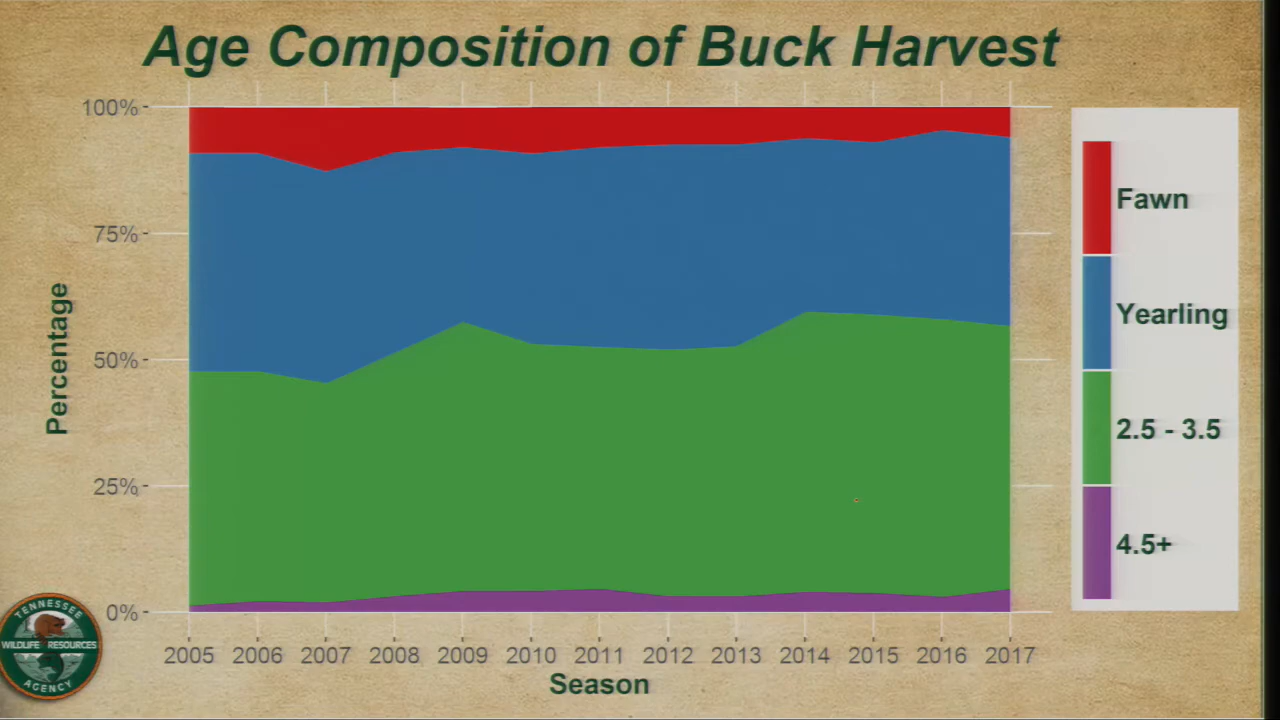 Age Composition of Buck Harvest
100%
75%
50%
25%
0%
Percentage
2005 2006 2007 2008 2009 2010 2011 2012 2013 2014 2015 2016 2017
Season
Fawn
Yearling
2.5 - 3.5
4.5+
TENNESSEE
WILDLIFE RESOURCES
AGENCY